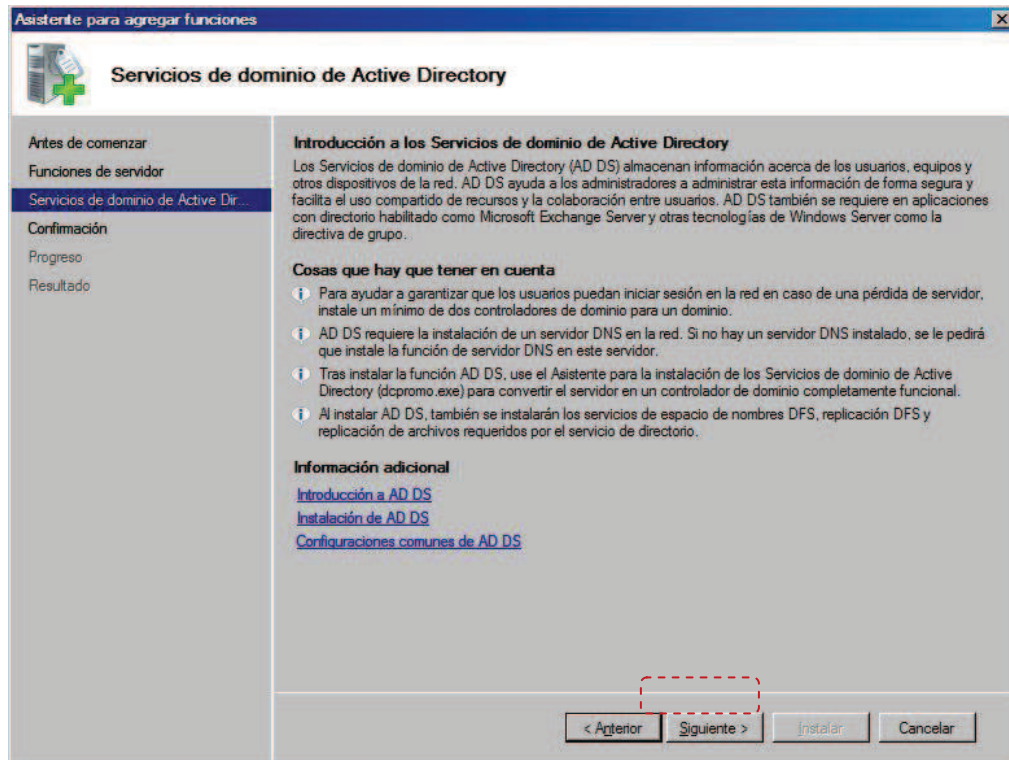 Asistente para agregar funciones
Servicios de dominio de Active Directory
Antes de comenzar
Funciones de servidor
Servicios de dominio de Active Dir...
Confirmación
Progreso
Resultado
Introducción a los Servicios de dominio de Active Directory
Los Servicios de dominio de Active Directory (AD DS) almacenan información acerca de los usuarios, equipos y
otros dispositivos de la red. AD DS ayuda a los administradores a administrar esta información de forma segura y
facilita el uso compartido de recursos y la colaboración entre usuarios. AD DS también se requiere en aplicaciones
con directorio habilitado como Microsoft Exchange Server y otras tecnologías de Windows Server como la
directiva de grupo.
Cosas que hay que tener en cuenta
Para ayudar a garantizar que los usuarios puedan iniciar sesión en la red en caso de una pérdida de servidor,
instale un mínimo de dos controladores de dominio para un dominio.
AD DS requiere la instalación de un servidor DNS en la red. Si no hay un servidor DNS instalado, se le pedirá
que instale la función de servidor DNS en este servidor.
Tras instalar la función AD DS, use el Asistente para la instalación de los Servicios de dominio de Active
Directory (dcpromo.exe) para convertir el servidor en un controlador de dominio completamente funcional.
Al instalar AD DS, también se instalarán los servicios de espacio de nombres DFS, replicación DFS y
replicación de archivos requeridos por el servicio de directorio.
Información adicional
Introducción a AD DS
Instalación de AD DS
Configuraciones comunes de AD DS
< Anterior
Siguiente >
Instalar
Cancelar